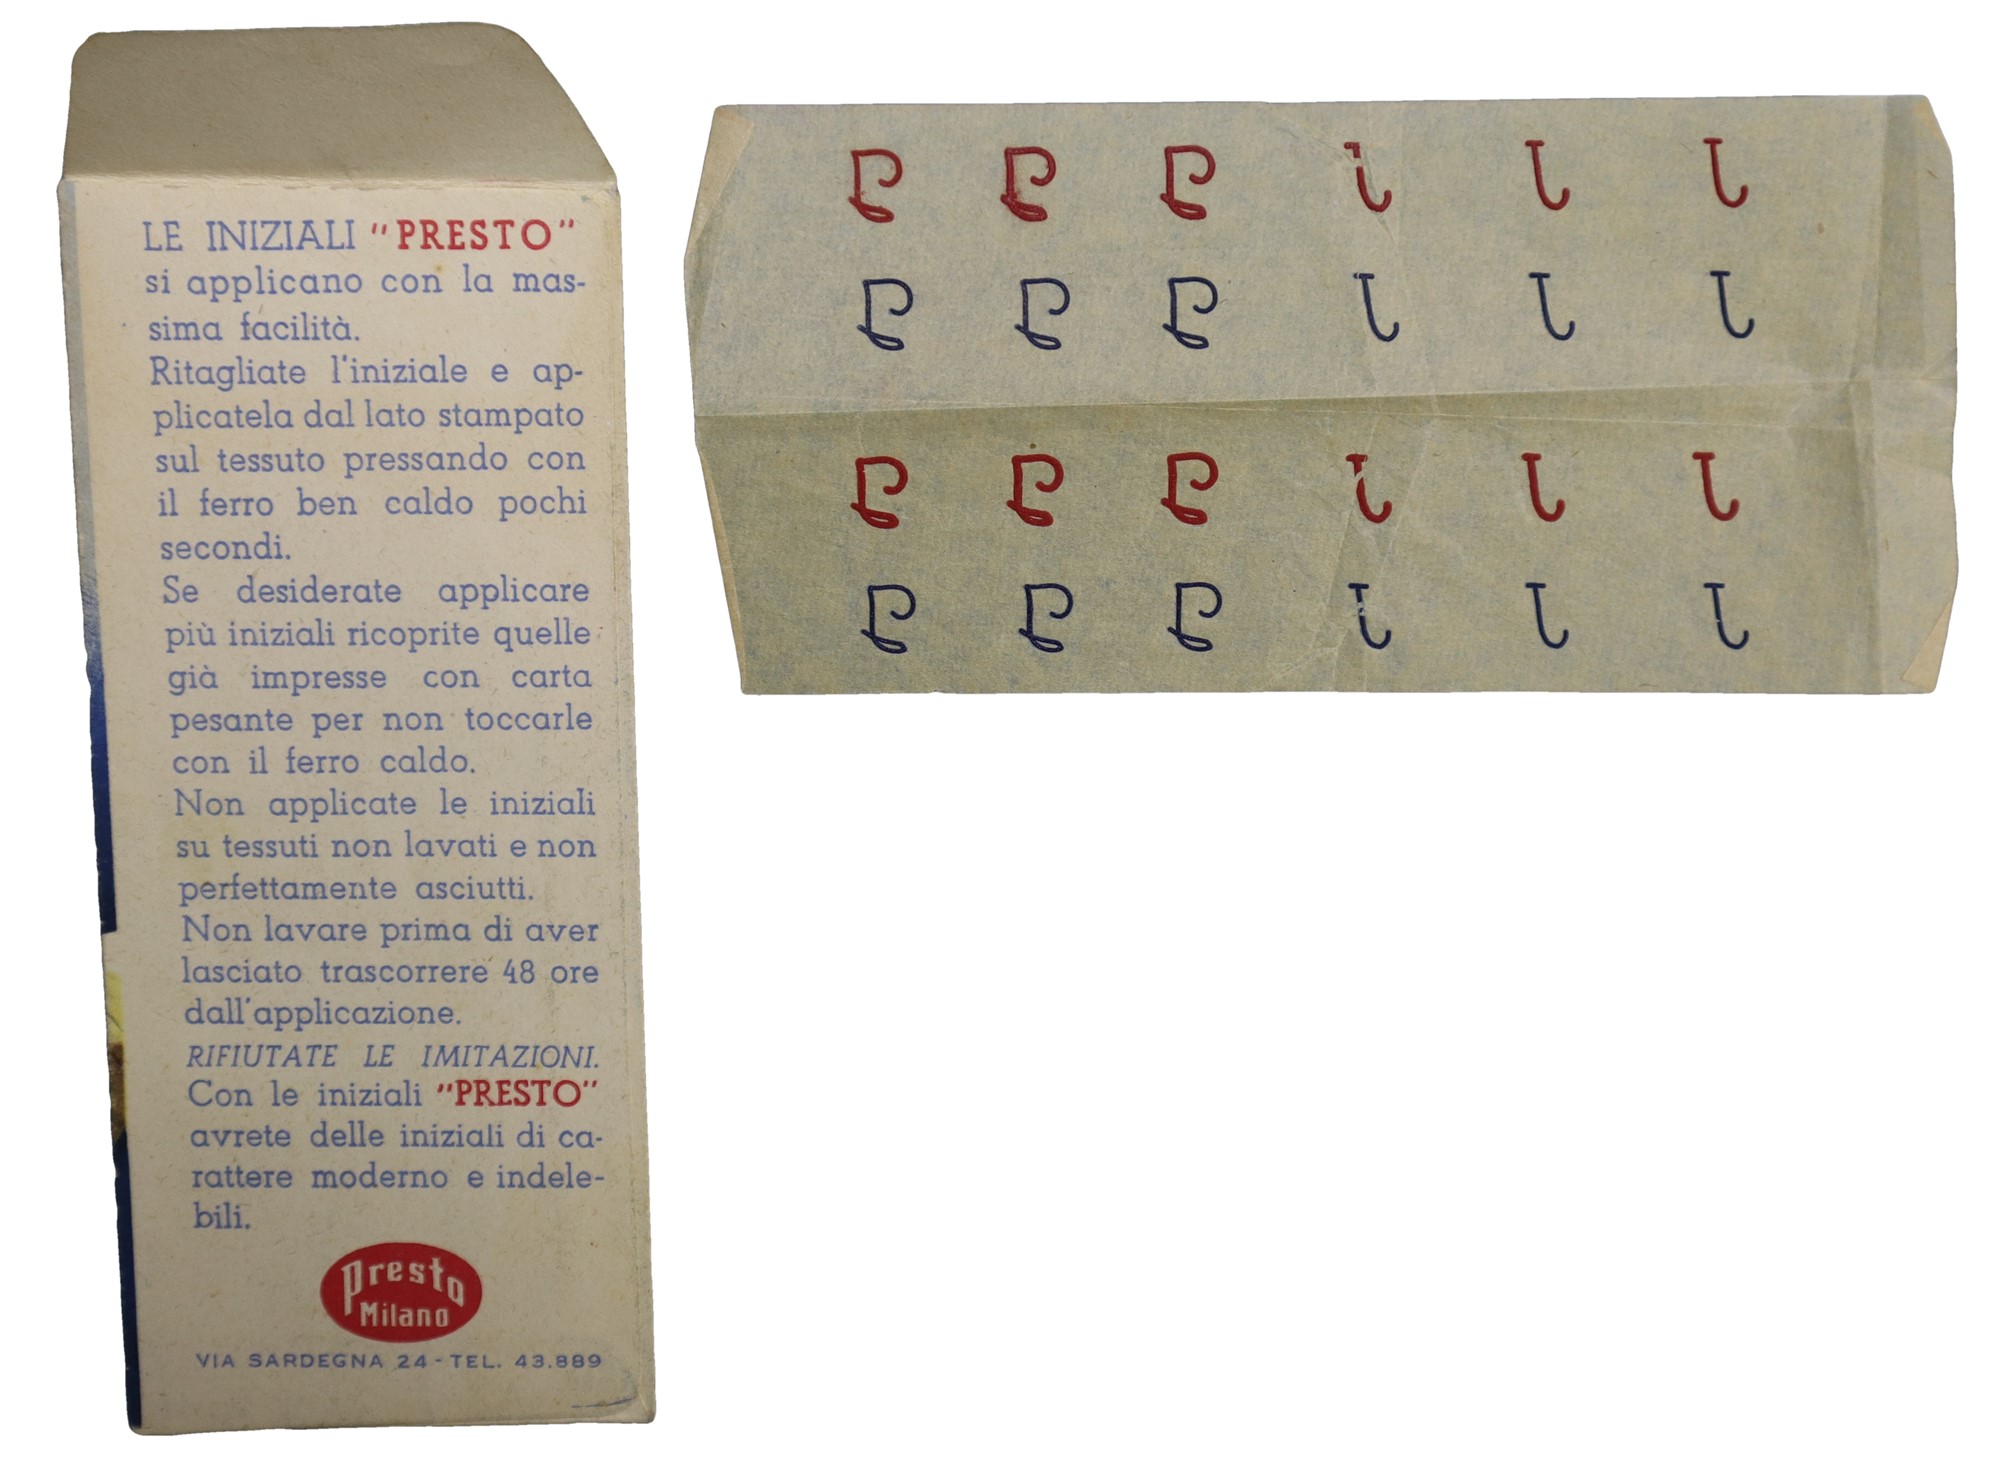 LE INIZIALI "PRESTO"
si applicano con la mas-
sima facilità.
Ritagliate l'iniziale e ap-
plicatela dal lato stampato
sul tessuto pressando con
il ferro ben caldo pochi
secondi.
Se desiderate applicare
più iniziali ricoprite quelle
già impresse con carta
pesante per non toccarle
con il ferro caldo.
Non applicate le iniziali
su tessuti non lavati e non
perfettamente asciutti.
Non lavare prima di aver
lasciato trascorrere 48 ore
dall'applicazione.
RIFIUTATE LE IMITAZIONI.
Con le iniziali "PRESTO"
avrete delle iniziali di ca-
rattere moderno e indele-
bili.
Presto
Milano
VIA SARDEGNA 24 - TEL. 43.889